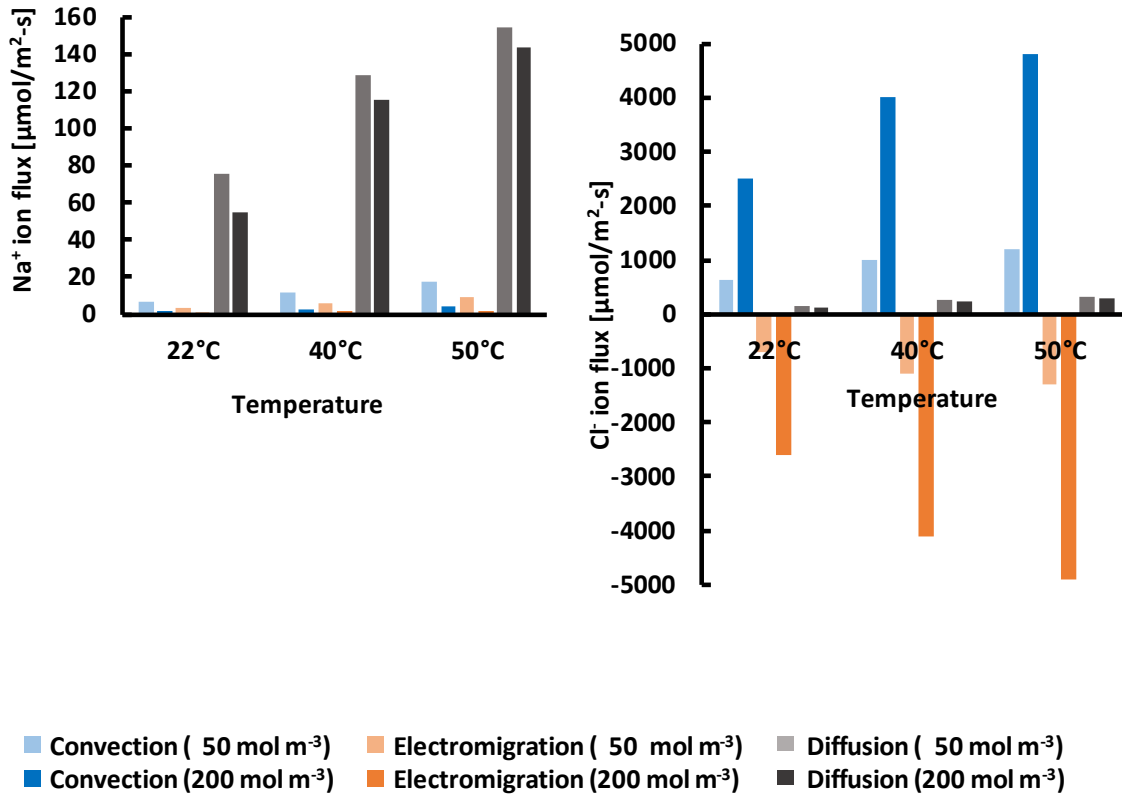 Na⁺ ion flux [µmol/m²-s]
160
140
120
100
80
60
40
20
0
22°C 40°C 50°C
Temperature
Cl⁻ ion flux [µmol/m²-s]
5000
4000
3000
2000
1000
0
-1000
-2000
-3000
-4000
-5000
22°C 40°C 50°C
Temperature
Convection ( 50 mol m⁻³) Electromigration ( 50 mol m⁻³) Diffusion ( 50 mol m⁻³)
Convection (200 mol m⁻³) Electromigration (200 mol m⁻³) Diffusion (200 mol m⁻³)